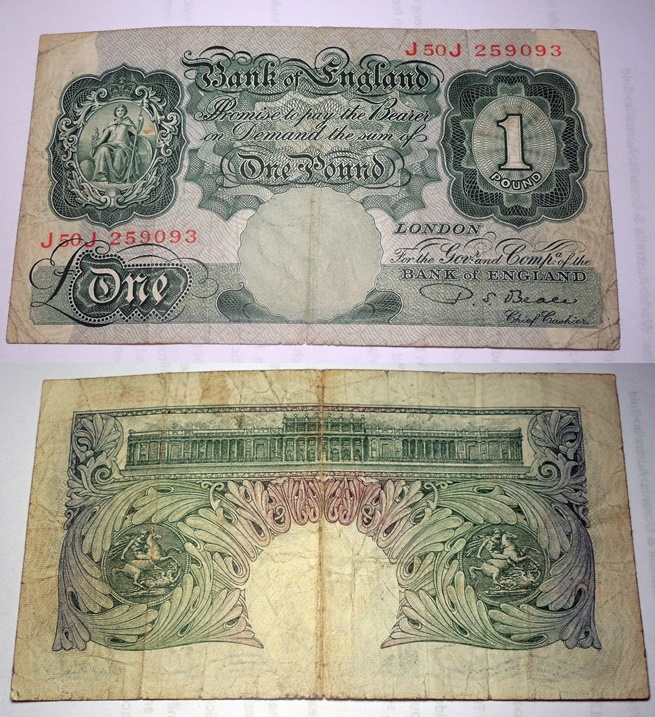 J50J 259093
Bank of England
Promise to pay the Bearer
on Demand the sum of
One Pound
1
POUND
J50J 259093
LONDON
For the Gov.r and Comp.a of the
BANK of ENGLAND
£One
P. S. Beale
Chief Cashier.